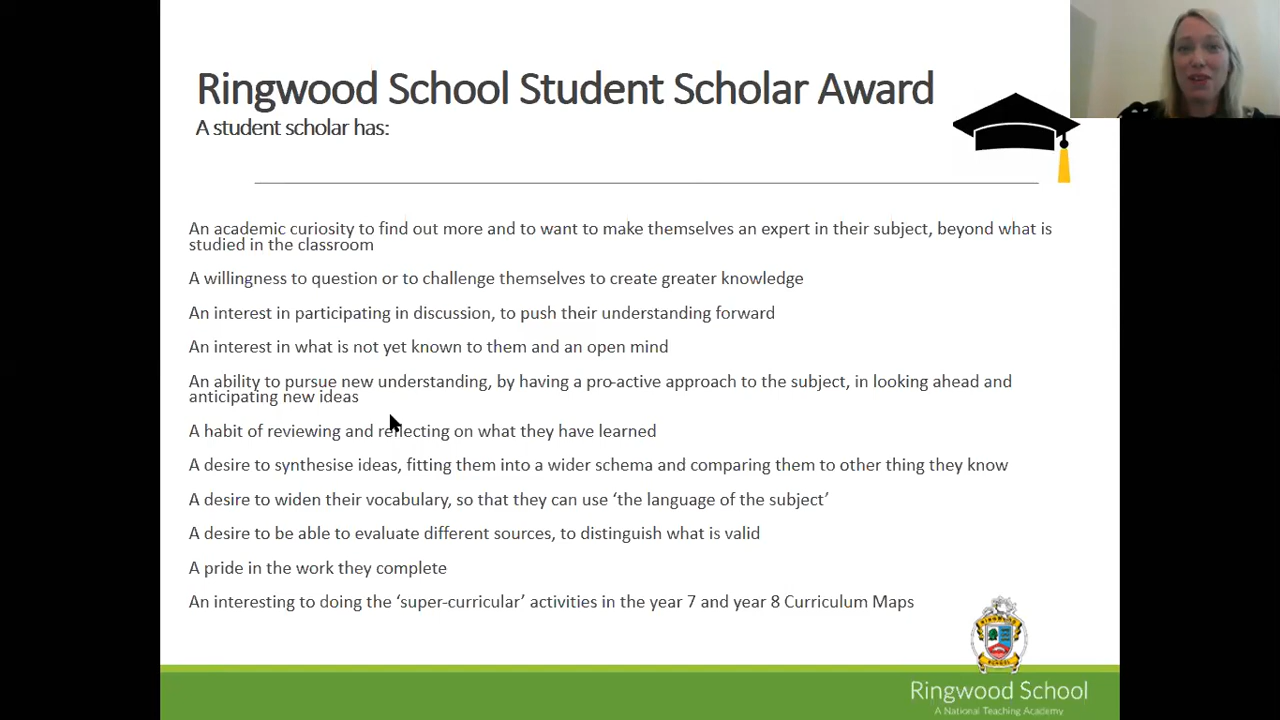 Ringwood School Student Scholar Award
A student scholar has:
An academic curiosity to find out more and to want to make themselves an expert in their subject, beyond what is
studied in the classroom
A willingness to question or to challenge themselves to create greater knowledge
An interest in participating in discussion, to push their understanding forward
An interest in what is not yet known to them and an open mind
An ability to pursue new understanding, by having a pro-active approach to the subject, in looking ahead and
anticipating new ideas
A habit of reviewing and reflecting on what they have learned
A desire to synthesise ideas, fitting them into a wider schema and comparing them to other thing they know
A desire to widen their vocabulary, so that they can use ‘the language of the subject’
A desire to be able to evaluate different sources, to distinguish what is valid
A pride in the work they complete
An interesting to doing the ‘super-curricular’ activities in the year 7 and year 8 Curriculum Maps
RINGWOOD
SCHOOL
Ringwood School
A National Teaching Academy